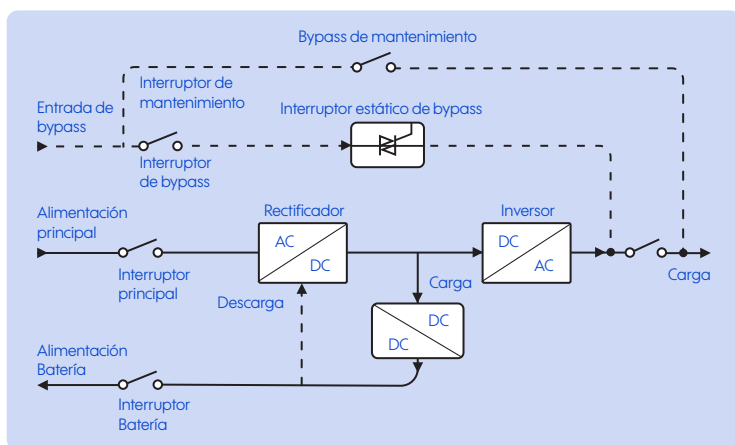 Bypass de mantenimiento
Interruptor de
mantenimiento
Entrada de
bypass
Interruptor estático de bypass
Interruptor
de bypass
Alimentación
principal
Rectificador
Inversor
AC
DC
DC
AC
Interruptor
principal
Descarga
Carga
Carga
DC
DC
Alimentación
Batería
Interruptor
Batería